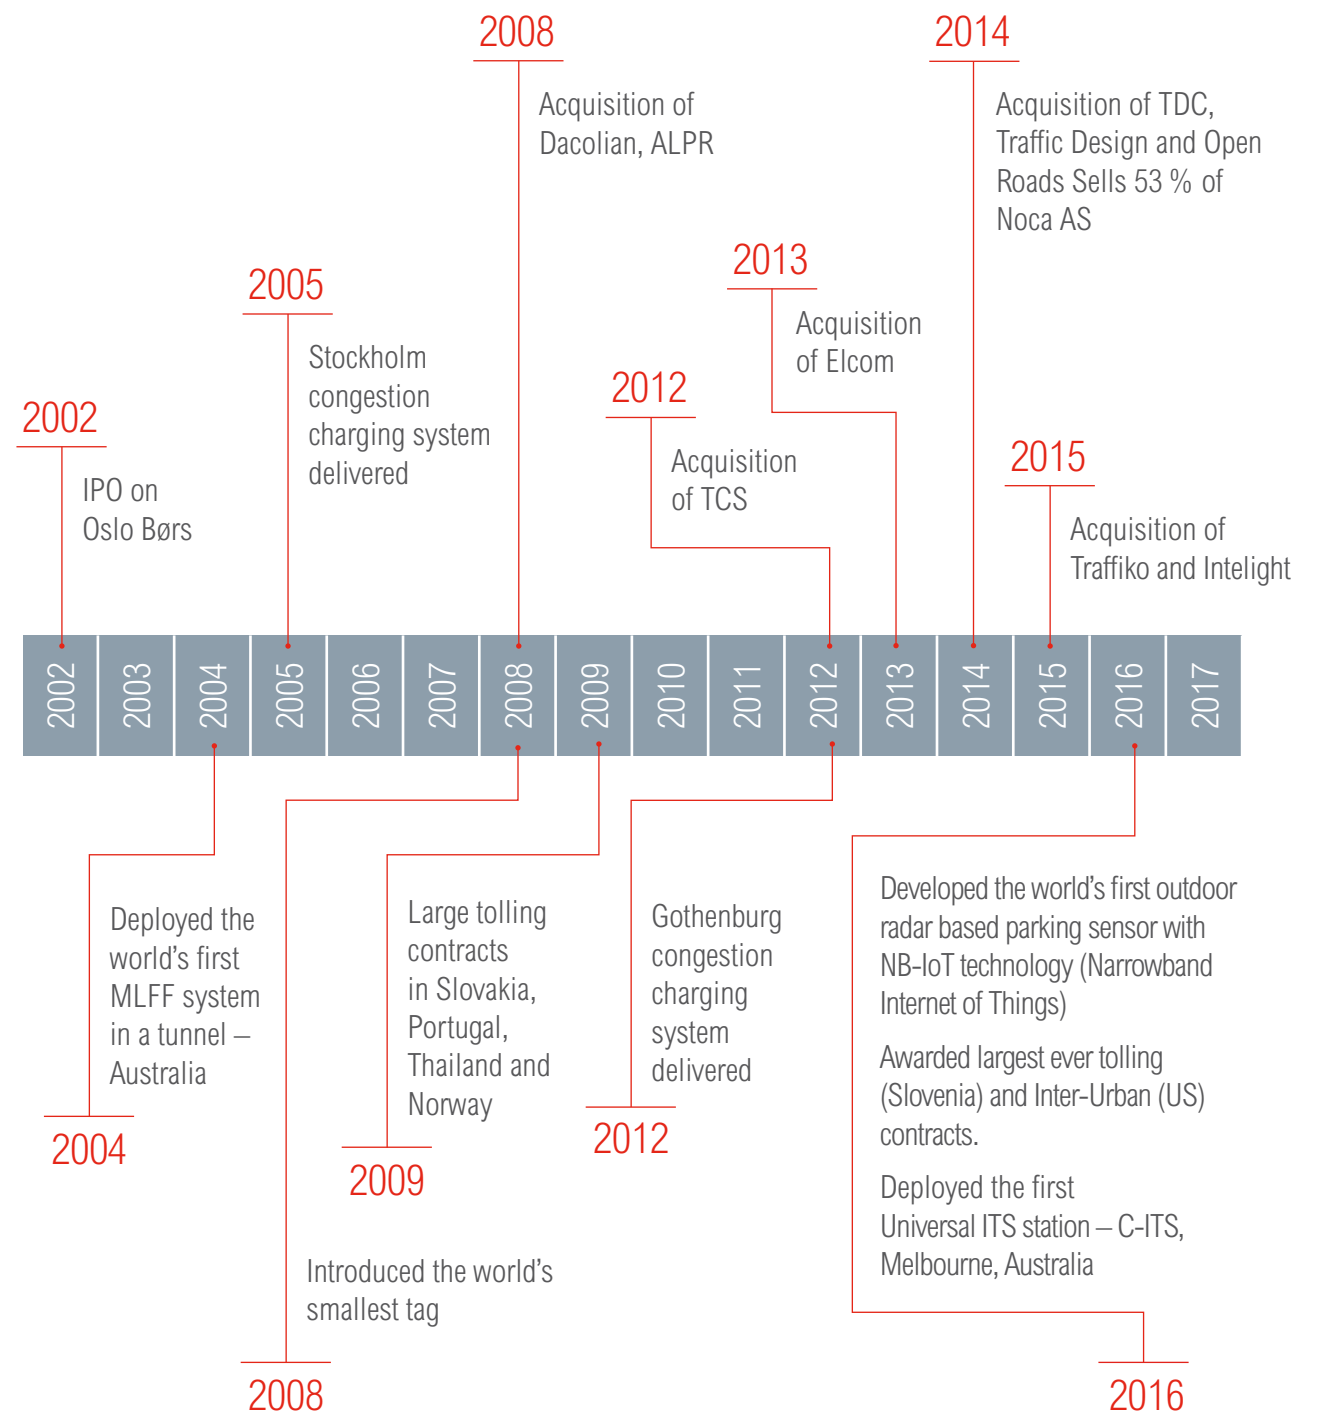 2008
Acquisition of
Dacolian, ALPR
2014
Acquisition of TDC,
Traffic Design and Open
Roads Sells 53 % of
Noca AS
2013
Acquisition
of Elcom
2005
Stockholm
congestion
charging system
delivered
2012
Acquisition
of TCS
2002
IPO on
Oslo Børs
2015
Acquisition of
Traffiko and Intelight
2002
2003
2004
2005
2006
2007
2008
2009
2010
2011
2012
2013
2014
2015
2016
2017
Deployed the
world's first
MLFF system
in a tunnel –
Australia
2004
Large tolling
contracts
in Slovakia,
Portugal,
Thailand and
Norway
2009
Gothenburg
congestion
charging
system
delivered
2012
Developed the world's first outdoor
radar based parking sensor with
NB-IoT technology (Narrowband
Internet of Things)
Awarded largest ever tolling
(Slovenia) and Inter-Urban (US)
contracts.
Deployed the first
Universal ITS station – C-ITS,
Melbourne, Australia
2016
Introduced the world's
smallest tag
2008